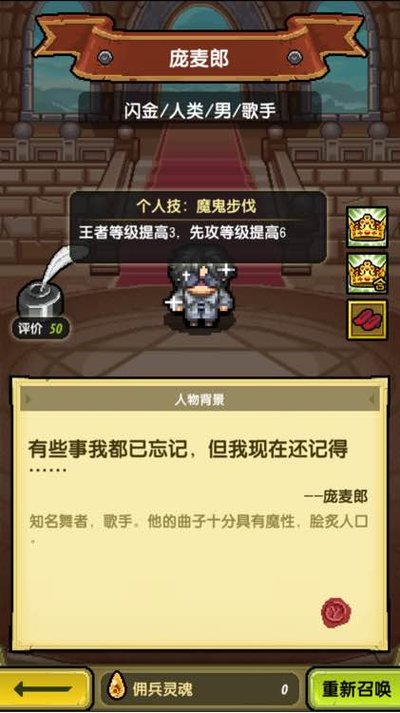 庞麦郎
闪金/人类/男/歌手
个人技：魔鬼步伐
王者等级提高3，先攻等级提高6
评价 50
人物背景
有些事我都已忘记，但我现在还记得
……
--庞麦郎
知名舞者，歌手。他的曲子十分具有魔性，脍炙人口
。
佣兵灵魂 0
重新召唤